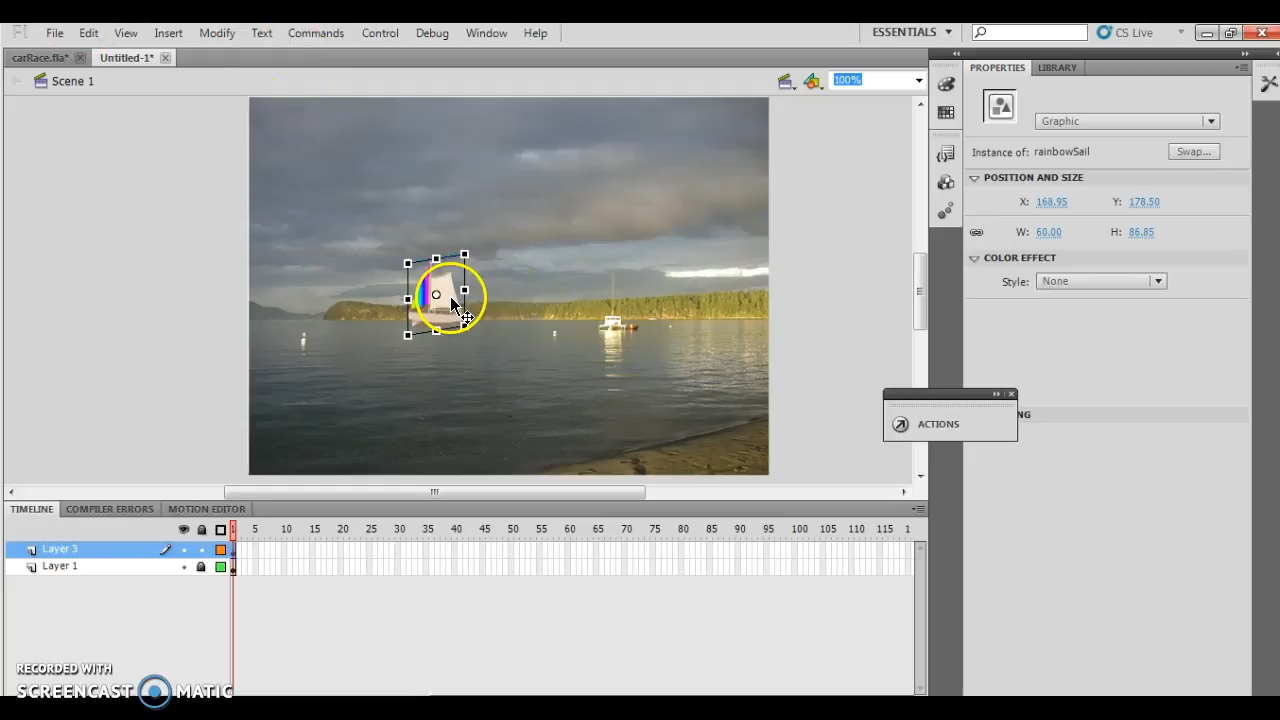 Fl File Edit View Insert Modify Text Commands Control Debug Window Help ESSENTIALS CS Live
carRace.fla* Untitled-1*
PROPERTIES LIBRARY
Scene 1 100%
Graphic
Instance of: rainbowSail Swap...
POSITION AND SIZE
X: 168.95 Y: 178.50
W: 60.00 H: 86.85
COLOR EFFECT
Style: None
NG
ACTIONS
TIMELINE COMPILER ERRORS MOTION EDITOR
1 5 10 15 20 25 30 35 40 45 50 55 60 65 70 75 80 85 90 95 100 105 110 115 1
Layer 3
Layer 1
RECORDED WITH
SCREENCAST MATIC